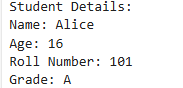 Student Details:
Name: Alice
Age: 16
Roll Number: 101
Grade: A